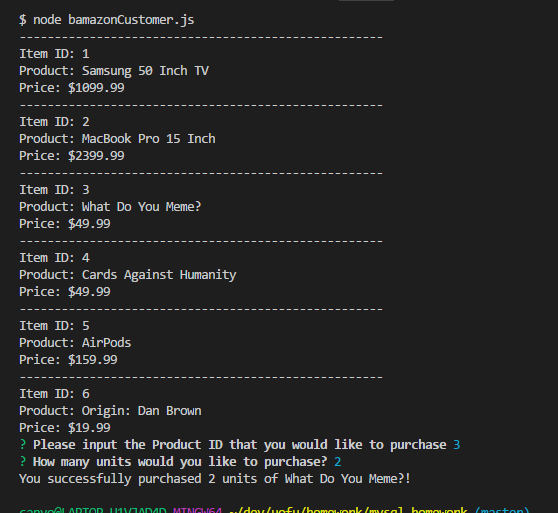 $ node bamazonCustomer.js
----------------------------------------------------
Item ID: 1
Product: Samsung 50 Inch TV
Price: $1099.99
----------------------------------------------------
Item ID: 2
Product: MacBook Pro 15 Inch
Price: $2399.99
----------------------------------------------------
Item ID: 3
Product: What Do You Meme?
Price: $49.99
----------------------------------------------------
Item ID: 4
Product: Cards Against Humanity
Price: $49.99
----------------------------------------------------
Item ID: 5
Product: AirPods
Price: $159.99
----------------------------------------------------
Item ID: 6
Product: Origin: Dan Brown
Price: $19.99
? Please input the Product ID that you would like to purchase 3
? How many units would you like to purchase? 2
You successfully purchased 2 units of What Do You Meme?!
MINGW64 (master)